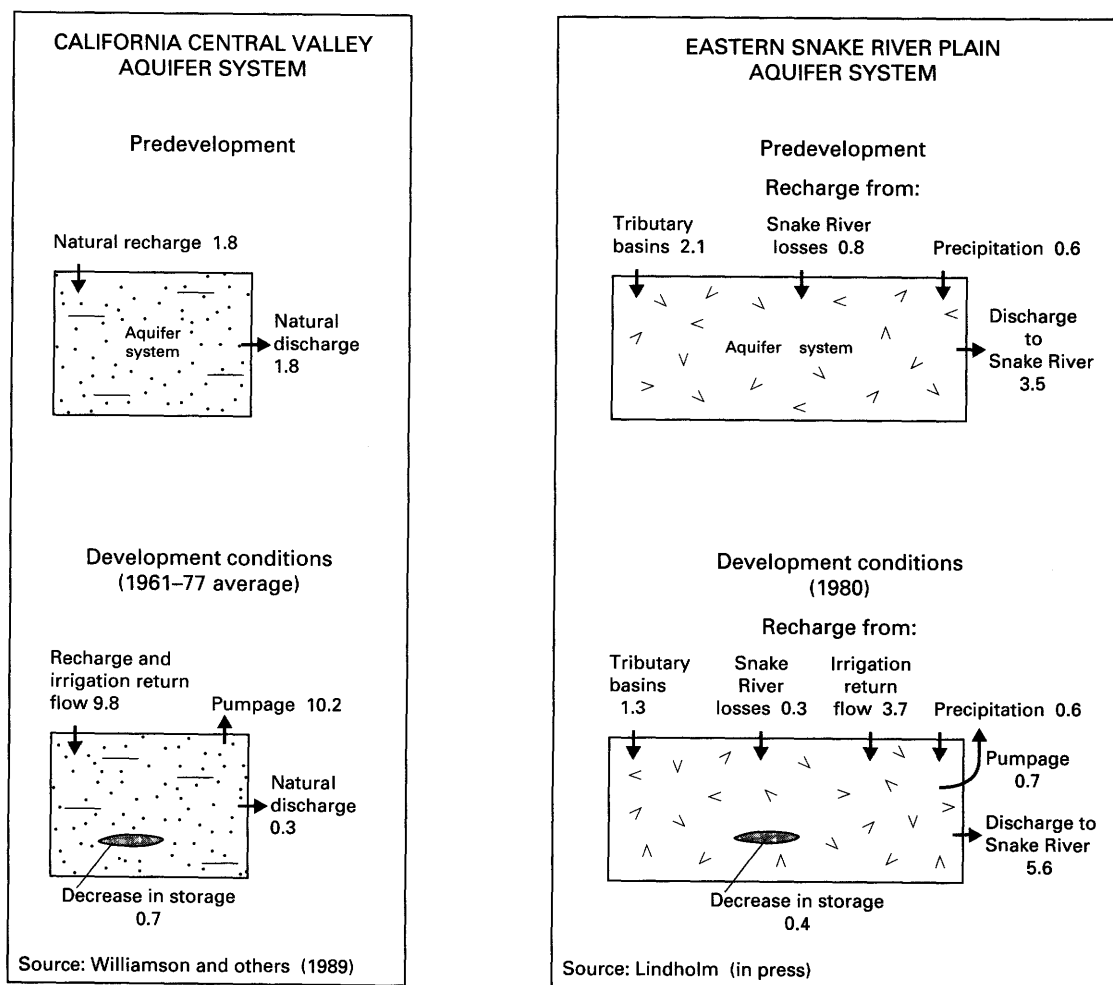 CALIFORNIA CENTRAL VALLEY
AQUIFER SYSTEM
Predevelopment
Natural recharge 1.8
Aquifer
system
Natural
discharge
1.8
Development conditions
(1961–77 average)
Recharge and
irrigation return
flow 9.8
Pumpage 10.2
Natural
discharge
0.3
Decrease in storage
0.7
Source: Williamson and others (1989)
EASTERN SNAKE RIVER PLAIN
AQUIFER SYSTEM
Predevelopment
Recharge from:
Tributary
basins 2.1
Snake River
losses 0.8
Precipitation 0.6
Aquifer system
Discharge
to
Snake River
3.5
Development conditions
(1980)
Recharge from:
Tributary
basins
1.3
Snake
River
losses 0.3
Irrigation
return
flow 3.7
Precipitation 0.6
Pumpage
0.7
Discharge to
Snake River
5.6
Decrease in storage
0.4
Source: Lindholm (in press)